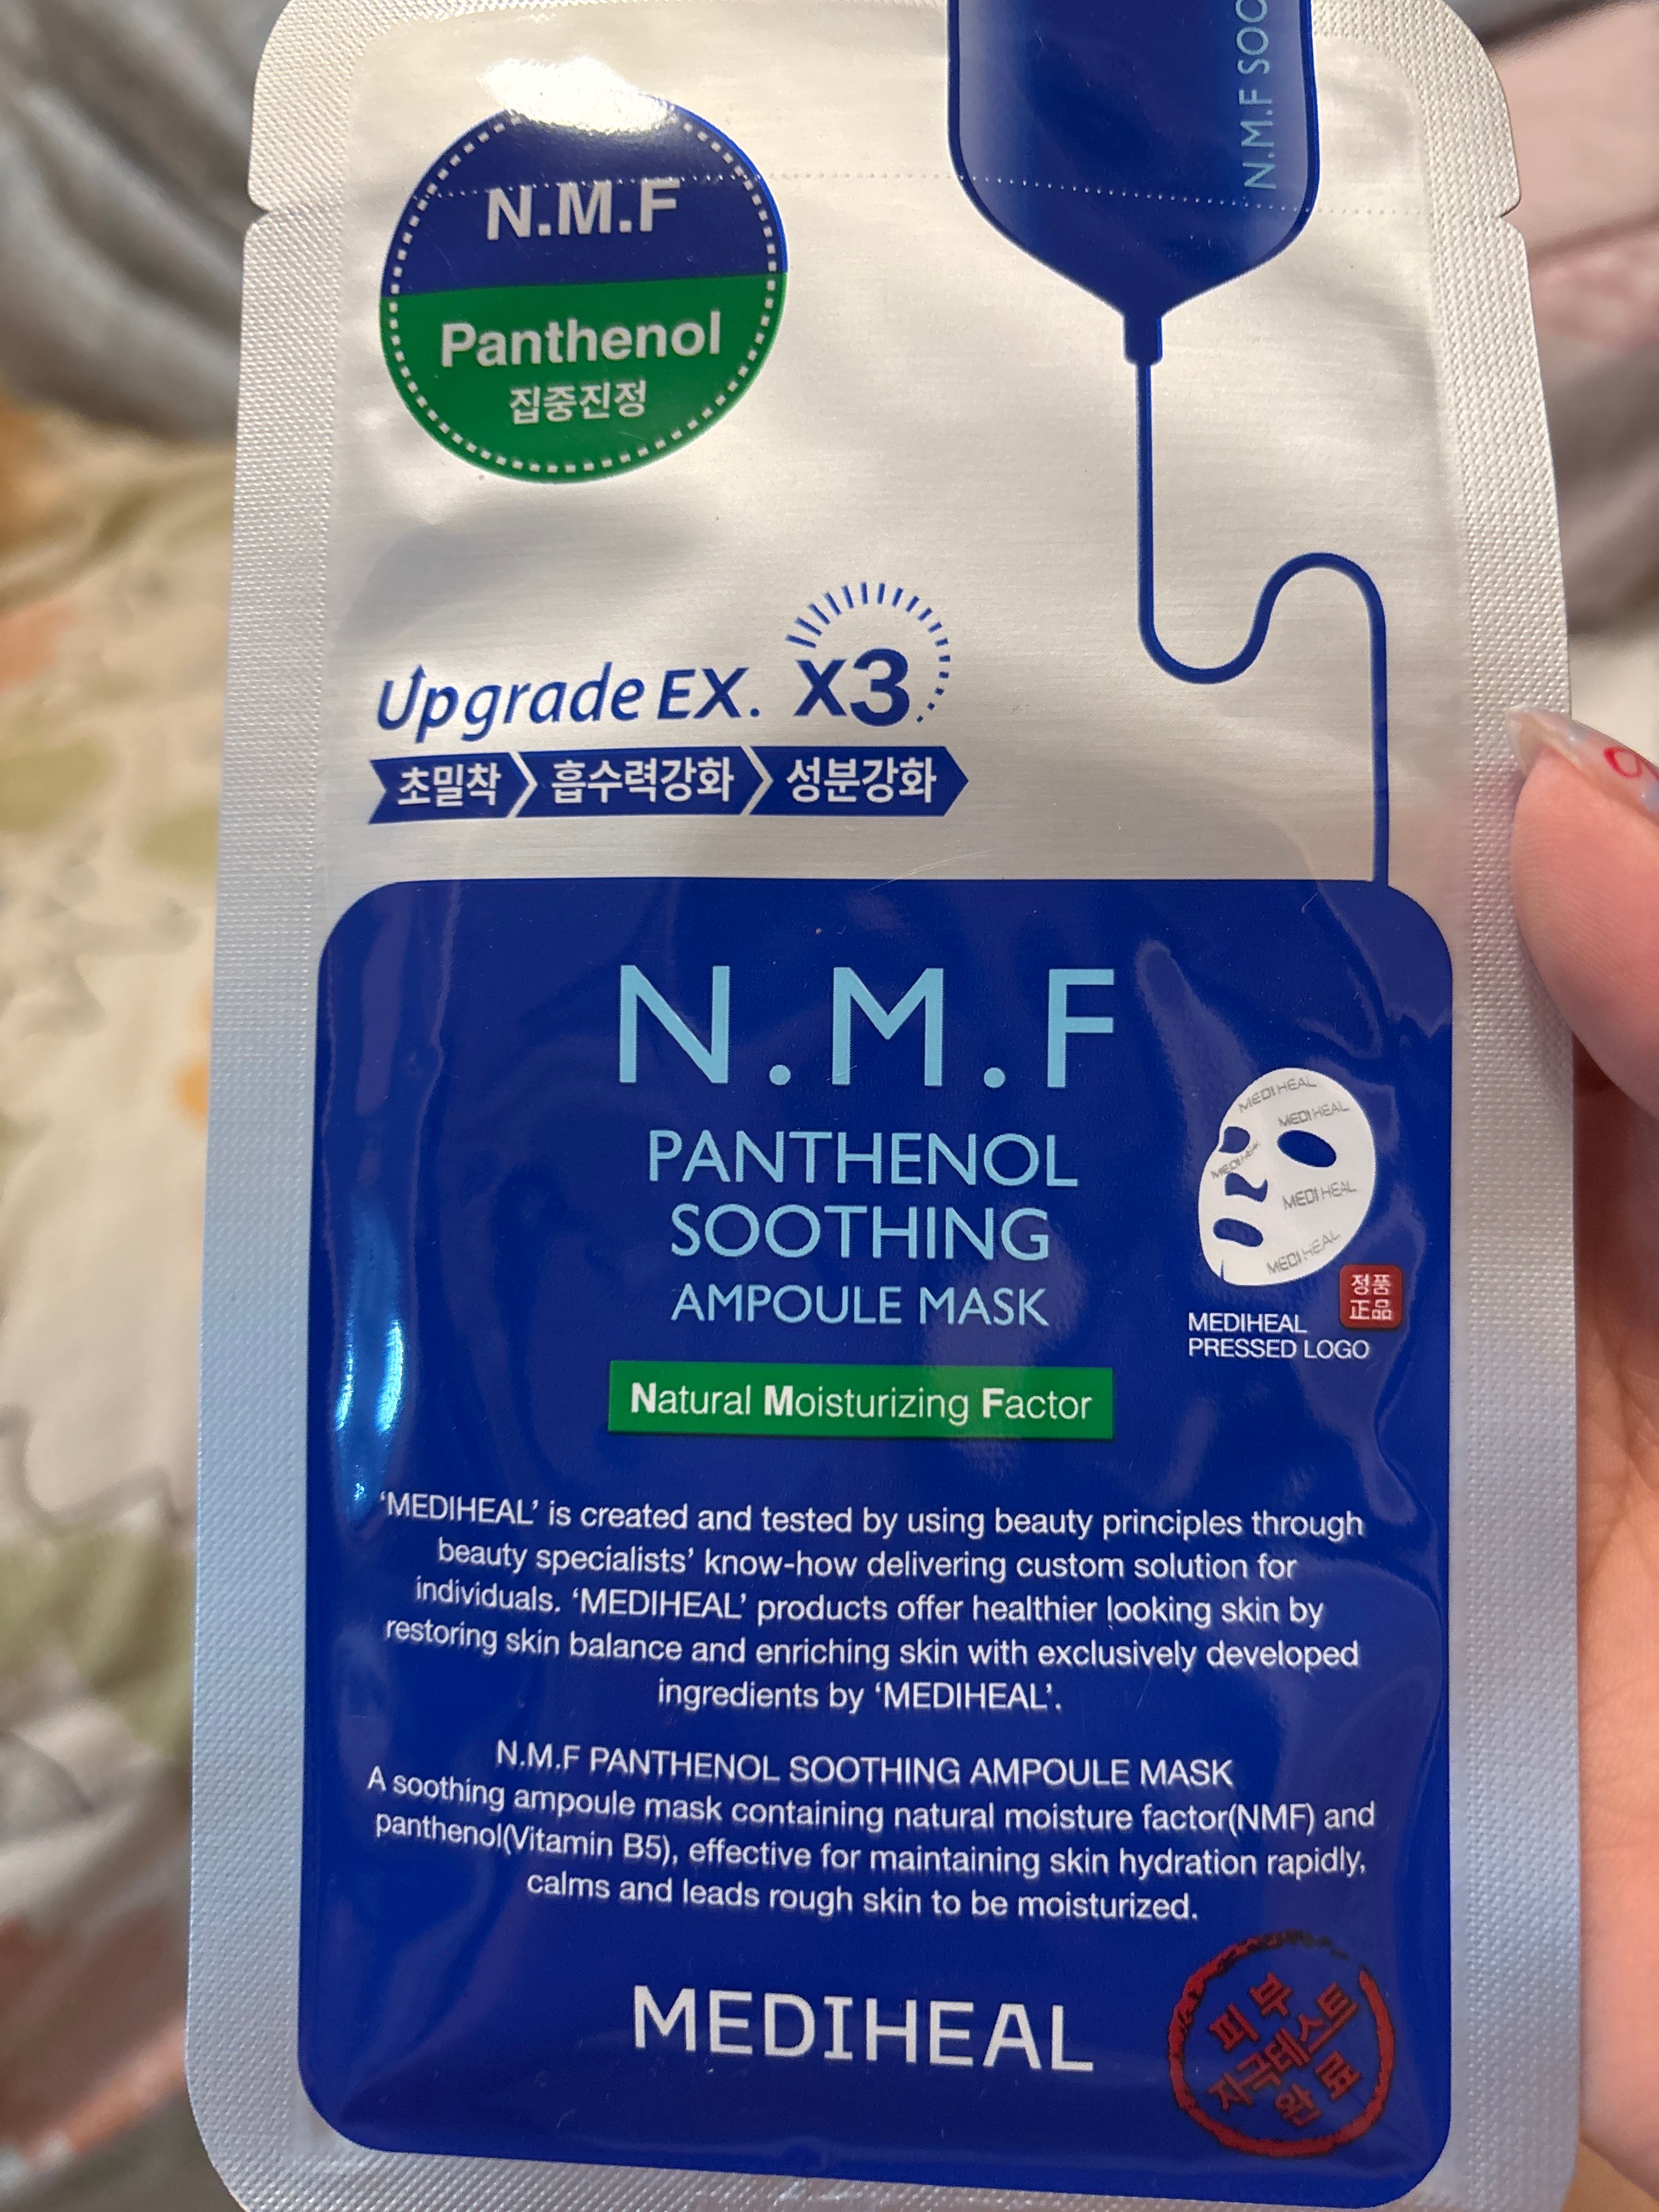 N.M.F SOO
N.M.F
Panthenol
집중진정
Upgrade EX. x3
초밀착 흡수력강화 성분강화
N.M.F
PANTHENOL
SOOTHING
AMPOULE MASK
Natural Moisturizing Factor
MEDIHEAL
MEDIHEAL
MEDIHEAL
MEDIHEAL
MEDIHEAL
정품
正品
MEDIHEAL
PRESSED LOGO
‘MEDIHEAL’ is created and tested by using beauty principles through
beauty specialists’ know-how delivering custom solution for
individuals. ‘MEDIHEAL’ products offer healthier looking skin by
restoring skin balance and enriching skin with exclusively developed
ingredients by ‘MEDIHEAL’.
N.M.F PANTHENOL SOOTHING AMPOULE MASK
A soothing ampoule mask containing natural moisture factor(NMF) and
panthenol(Vitamin B5), effective for maintaining skin hydration rapidly,
calms and leads rough skin to be moisturized.
MEDIHEAL
피부
자극테스트
완료